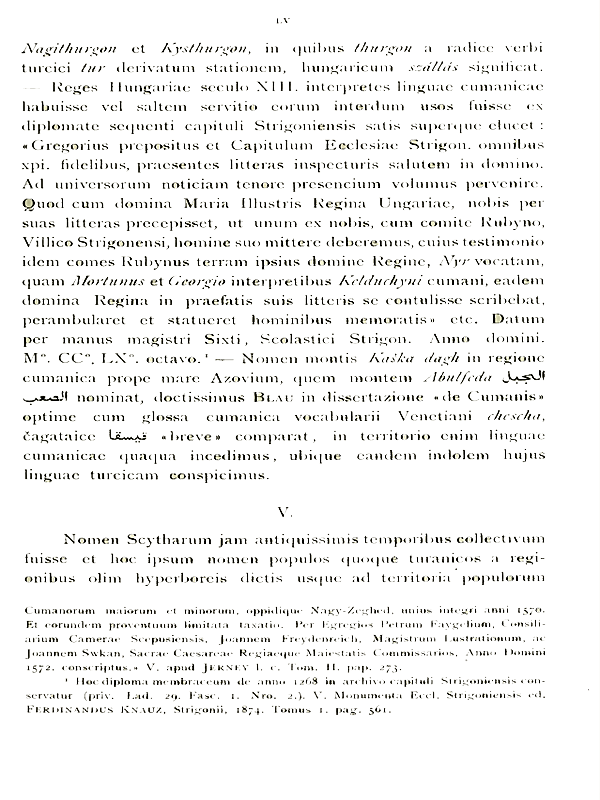 LV
Nagithurgon et Kysthurgon, in quibus thurgon a radice verbi
turcici tur derivatum stationem, hungaricum szállás significat.
— Reges Hungariae seculo XIII. interpretes linguae cumanicae
habuisse vel saltem servitio eorum interdum usos fuisse ex
diplomate sequenti capituli Strigoniensis satis superque elucet :
«Gregorius prepositus et Capitulum Ecclesiae Strigon. omnibus
xpi. fidelibus, praesentes litteras inspecturis salutem in domino.
Ad universorum noticiam tenore presencium volumus pervenire.
Quod cum domina Maria Illustris Regina Ungariae, nobis per
suas litteras precepisset, ut unum ex nobis, cum comite Rubyno,
Villico Strigonensi, homine suo mittere deberemus, cuius testimonio
idem comes Rubynus terram ipsius domine Regine, Nyr vocatam,
quam Mortunus et Georgio interpretibus Kelduchyni cumani, eadem
domina Regina in praefatis suis litteris se contulisse scribebat,
perambularet et statueret hominibus memoratis» etc. Datum
per manus magistri Sixti, Scolastici Strigon. Anno domini.
M°. CC°. LX°. octavo.¹ — Nomen montis Kaška dagh in regione
cumanica prope mare Azovium, quem montem Abulfeda الجبل
الصعب nominat, doctissimus BLAU in dissertazione «de Cumanis»
optime cum glossa cumanica vocabularii Venetiani chescha,
čagataice قيسقا «breve» comparat, in territorio enim linguae
cumanicae quaqua incedimus, ubique eandem indolem hujus
linguae turcicam conspicimus.
V.
Nomen Scytharum jam antiquissimis temporibus collectivum
fuisse et hoc ipsum nomen populos quoque turanicos a regi-
onibus olim hyperboreis dictis usque ad territoria populorum
Cumanorum maiorum et minorum, oppidique Nagy-Zeghed, unius integri anni 1570.
Et eorundem proventuum limitata taxatio. Per Egregios Petrum Faygelium, Consili-
arium Camerae Scepusiensis, Joannem Freydenreich, Magistrum Lustrationum, ac
Joannem Swkan, Sacrae Caesareae Regiaeque Maiestatis Commissarios, Anno Domini
1572. conscriptus.» V. apud JERNEY l. c. Tom. II. pap. 273.
¹ Hoc diploma membraceum de anno 1268 in archivo capituli Strigoniensis con-
servatur (priv. Lad. 29. Fasc. 1. Nro. 2.). V. Monumenta Eccl. Strigoniensis ed.
FERDINANDUS KNAUZ, Strigonii, 1874. Tomus 1. pag. 561.